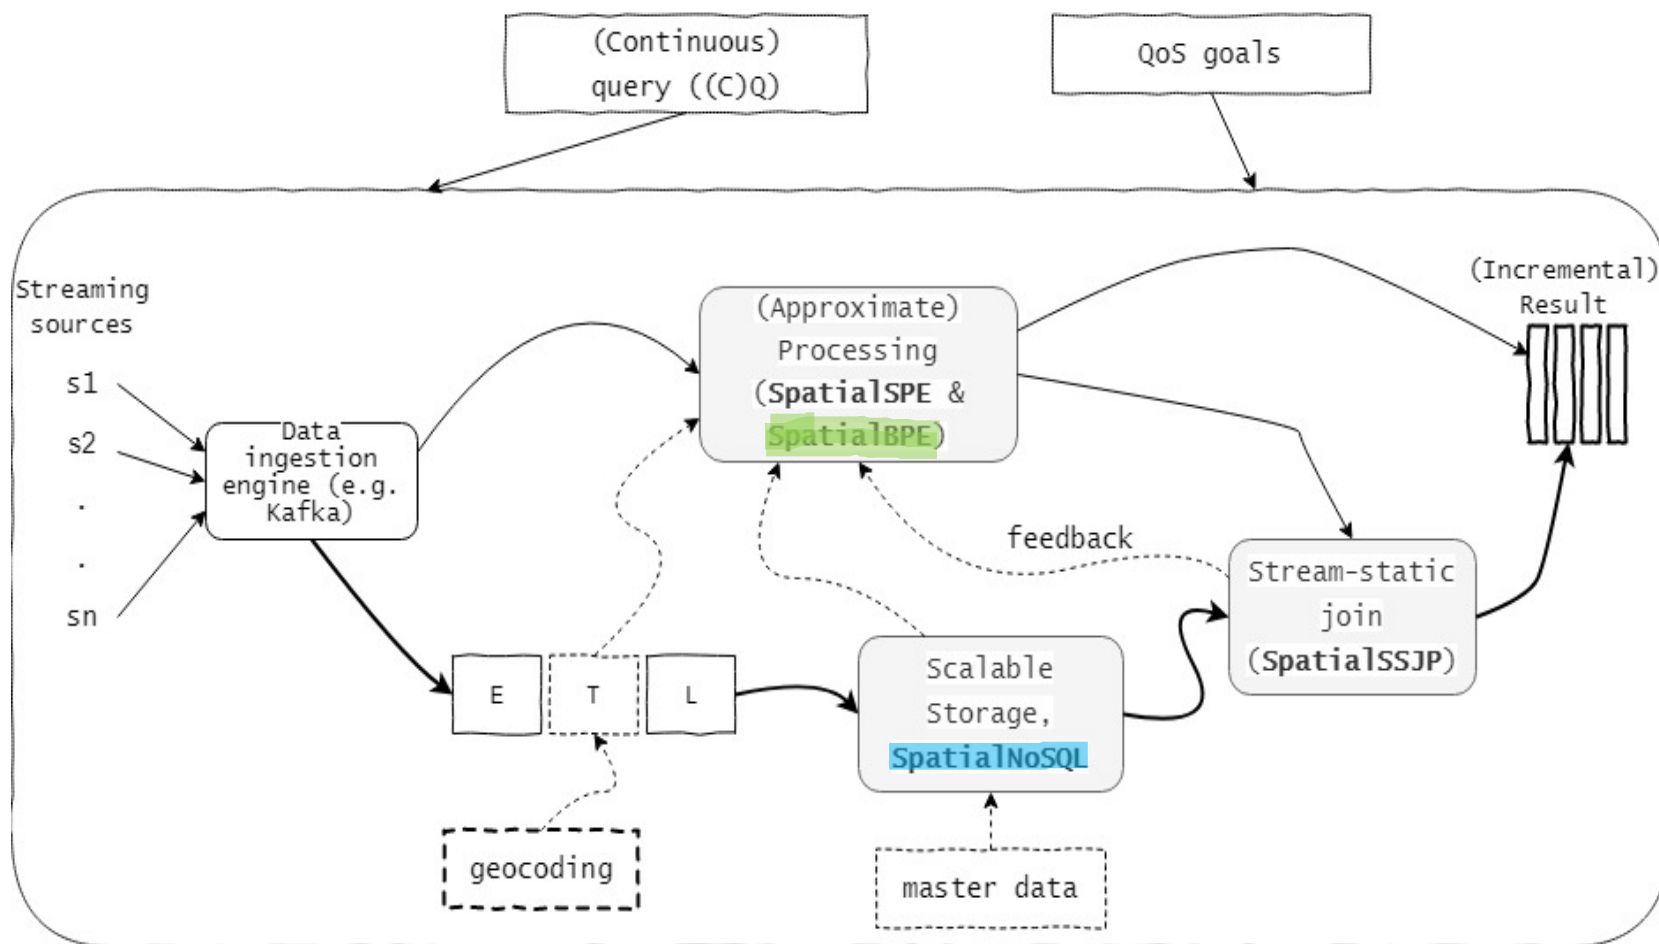 (Continuous)
query ((C)Q)
QoS goals
Streaming
sources
s1
s2
.
.
sn
Data
ingestion
engine (e.g.
Kafka)
(Approximate)
Processing
(SpatialSPE &
SpatialBPE)
(Incremental)
Result
feedback
Stream-static
join
(SpatialSSJP)
E
T
L
Scalable
Storage,
SpatialNoSQL
geocoding
master data